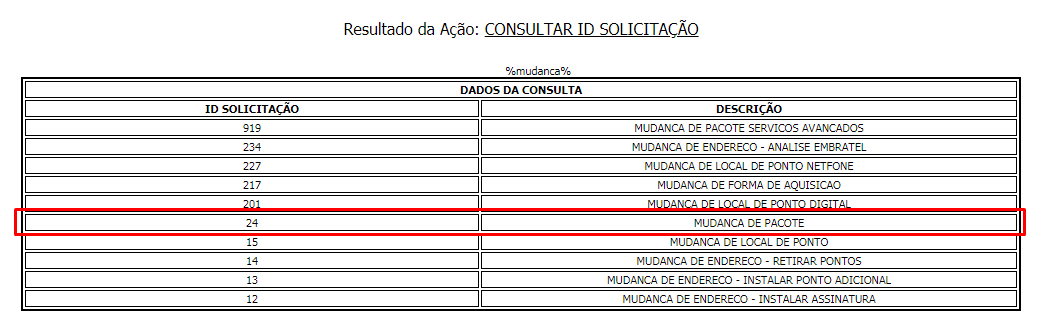 Resultado da Ação: CONSULTAR ID SOLICITAÇÃO
%mudanca%
DADOS DA CONSULTA
ID SOLICITAÇÃO DESCRIÇÃO
919 MUDANCA DE PACOTE SERVICOS AVANCADOS
234 MUDANCA DE ENDERECO - ANALISE EMBRATEL
227 MUDANCA DE LOCAL DE PONTO NETFONE
217 MUDANCA DE FORMA DE AQUISICAO
201 MUDANCA DE LOCAL DE PONTO DIGITAL
24 MUDANCA DE PACOTE
15 MUDANCA DE LOCAL DE PONTO
14 MUDANCA DE ENDERECO - RETIRAR PONTOS
13 MUDANCA DE ENDERECO - INSTALAR PONTO ADICIONAL
12 MUDANCA DE ENDERECO - INSTALAR ASSINATURA